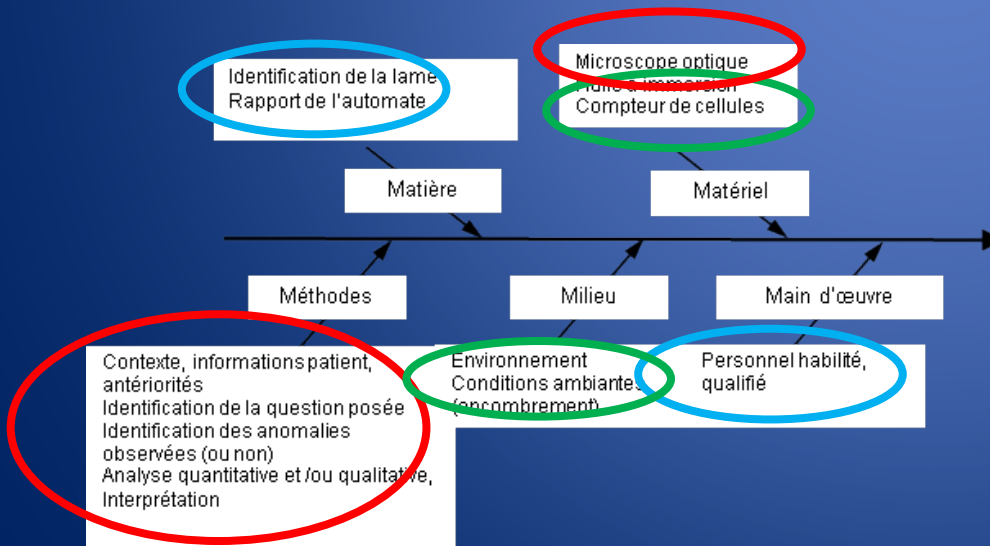 Identification de la lame
Rapport de l'automate
Microscope optique
Huile à immersion
Compteur de cellules
Matière
Matériel
Méthodes
Milieu
Main d'œuvre
Contexte, informations patient,
antériorités
Identification de la question posée
Identification des anomalies
observées (ou non)
Analyse quantitative et /ou qualitative,
Interprétation
Environnement
Conditions ambiantes
(encombrement)
Personnel habilité,
qualifié